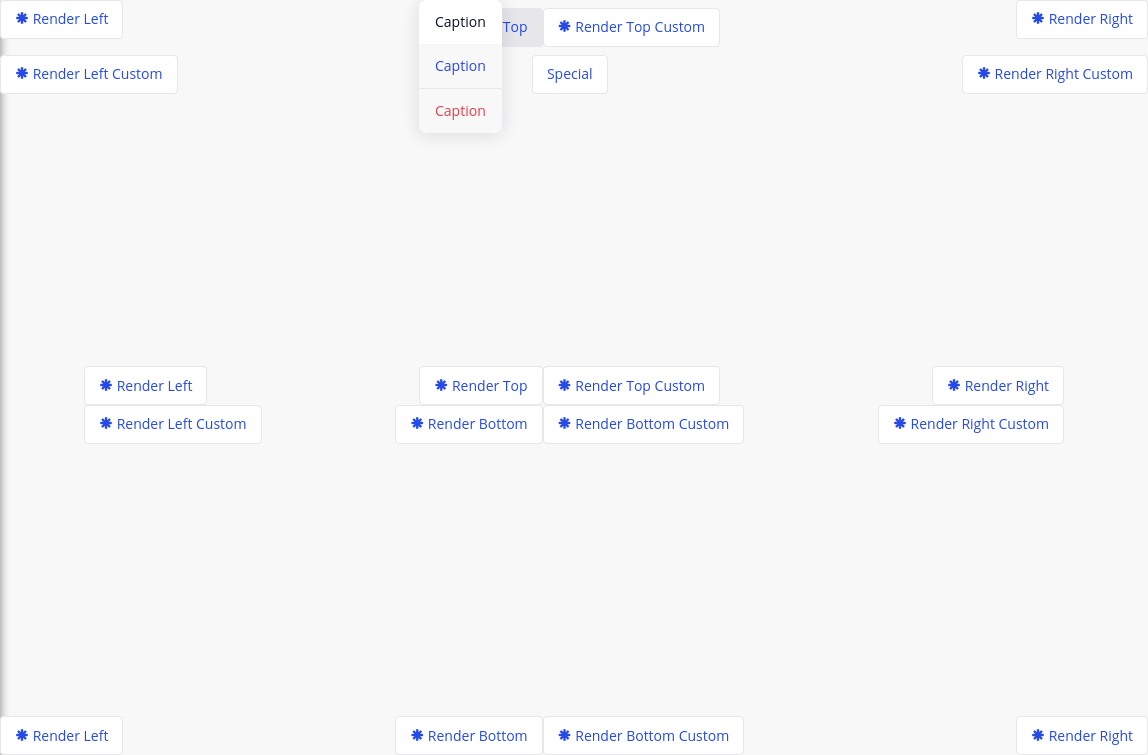 Render Left
Caption
Top
Render Top Custom
Render Right
Render Left Custom
Caption
Special
Render Right Custom
Caption
Render Left
Render Top
Render Top Custom
Render Right
Render Left Custom
Render Bottom
Render Bottom Custom
Render Right Custom
Render Left
Render Bottom
Render Bottom Custom
Render Right